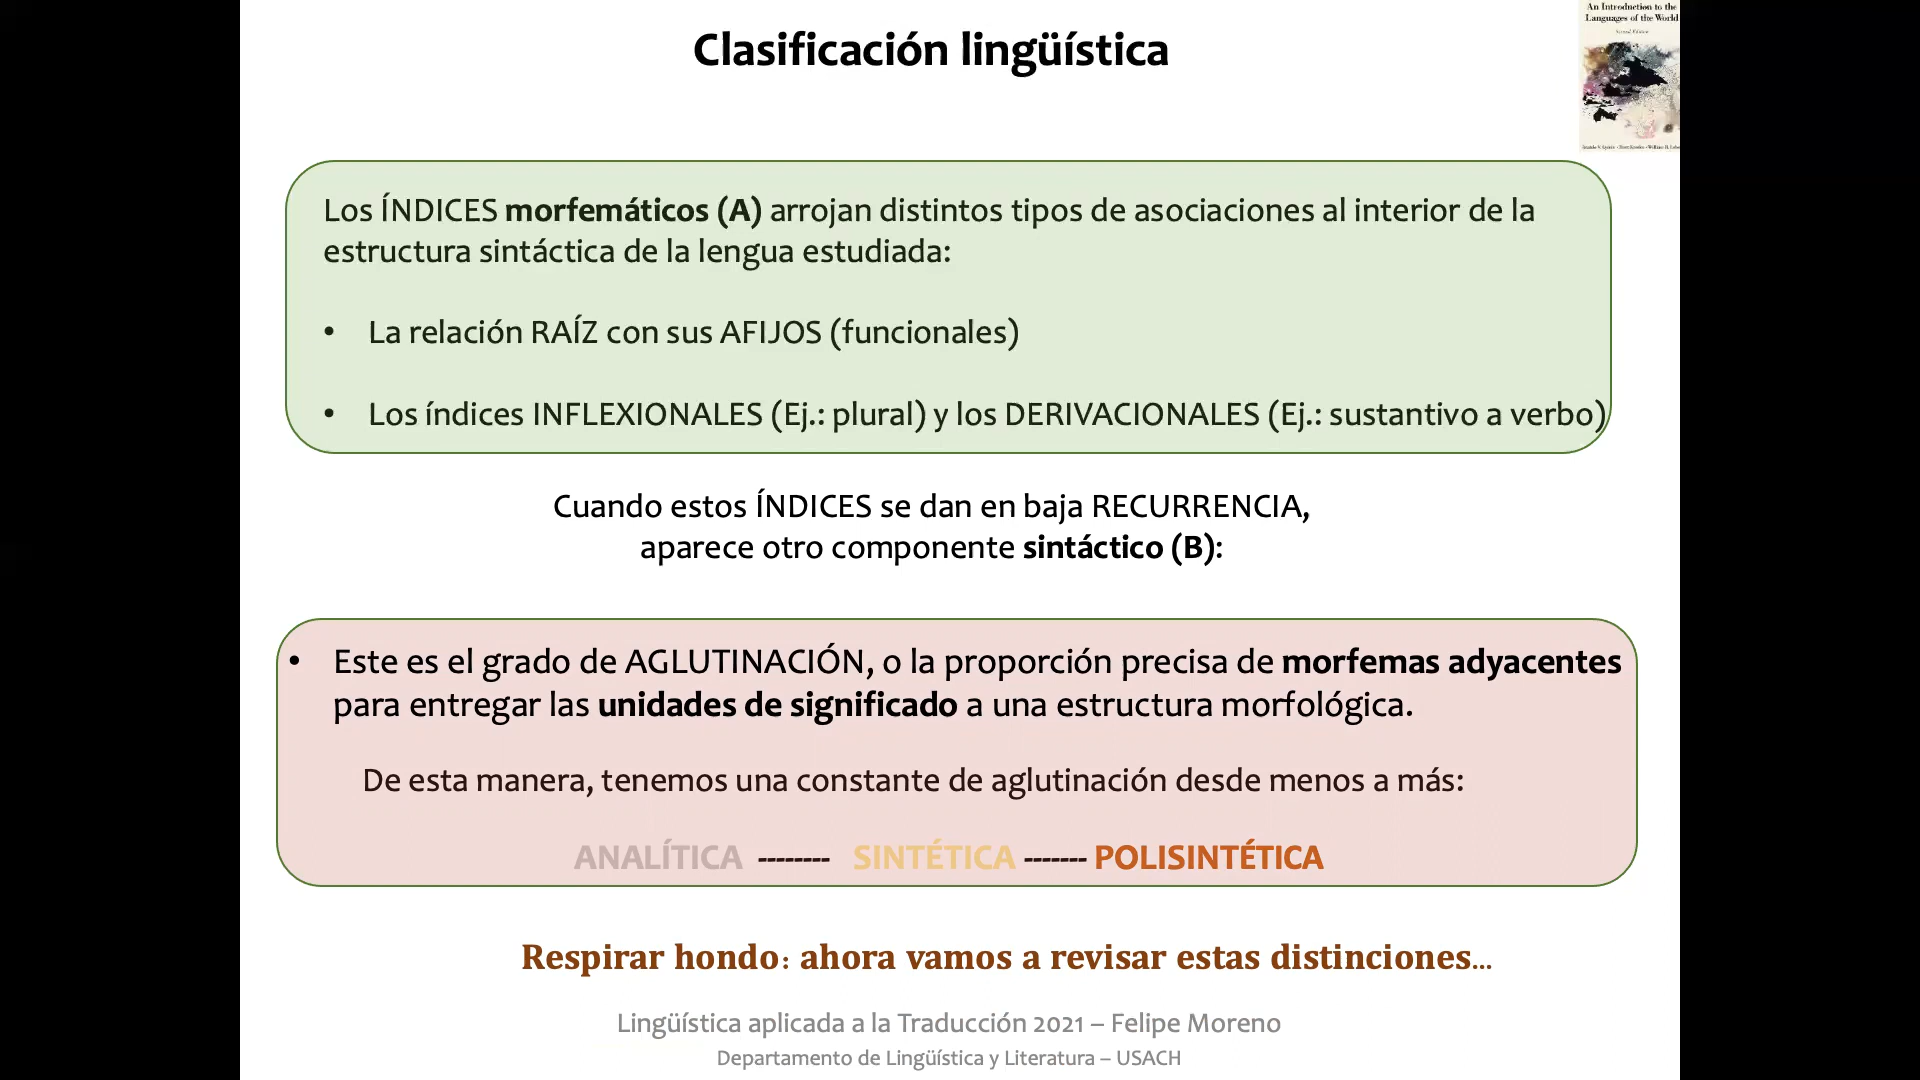 An Introduction to the
Languages of the World
Second Edition
Clasificación lingüística
Los ÍNDICES morfemáticos (A) arrojan distintos tipos de asociaciones al interior de la
estructura sintáctica de la lengua estudiada:
• La relación RAÍZ con sus AFIJOS (funcionales)
• Los índices INFLEXIONALES (Ej.: plural) y los DERIVACIONALES (Ej.: sustantivo a verbo)
Cuando estos ÍNDICES se dan en baja RECURRENCIA,
aparece otro componente sintáctico (B):
• Este es el grado de AGLUTINACIÓN, o la proporción precisa de morfemas adyacentes
para entregar las unidades de significado a una estructura morfológica.
De esta manera, tenemos una constante de aglutinación desde menos a más:
ANALÍTICA -------- SINTÉTICA ------- POLISINTÉTICA
Respirar hondo: ahora vamos a revisar estas distinciones...
Lingüística aplicada a la Traducción 2021 – Felipe Moreno
Departamento de Lingüística y Literatura – USACH